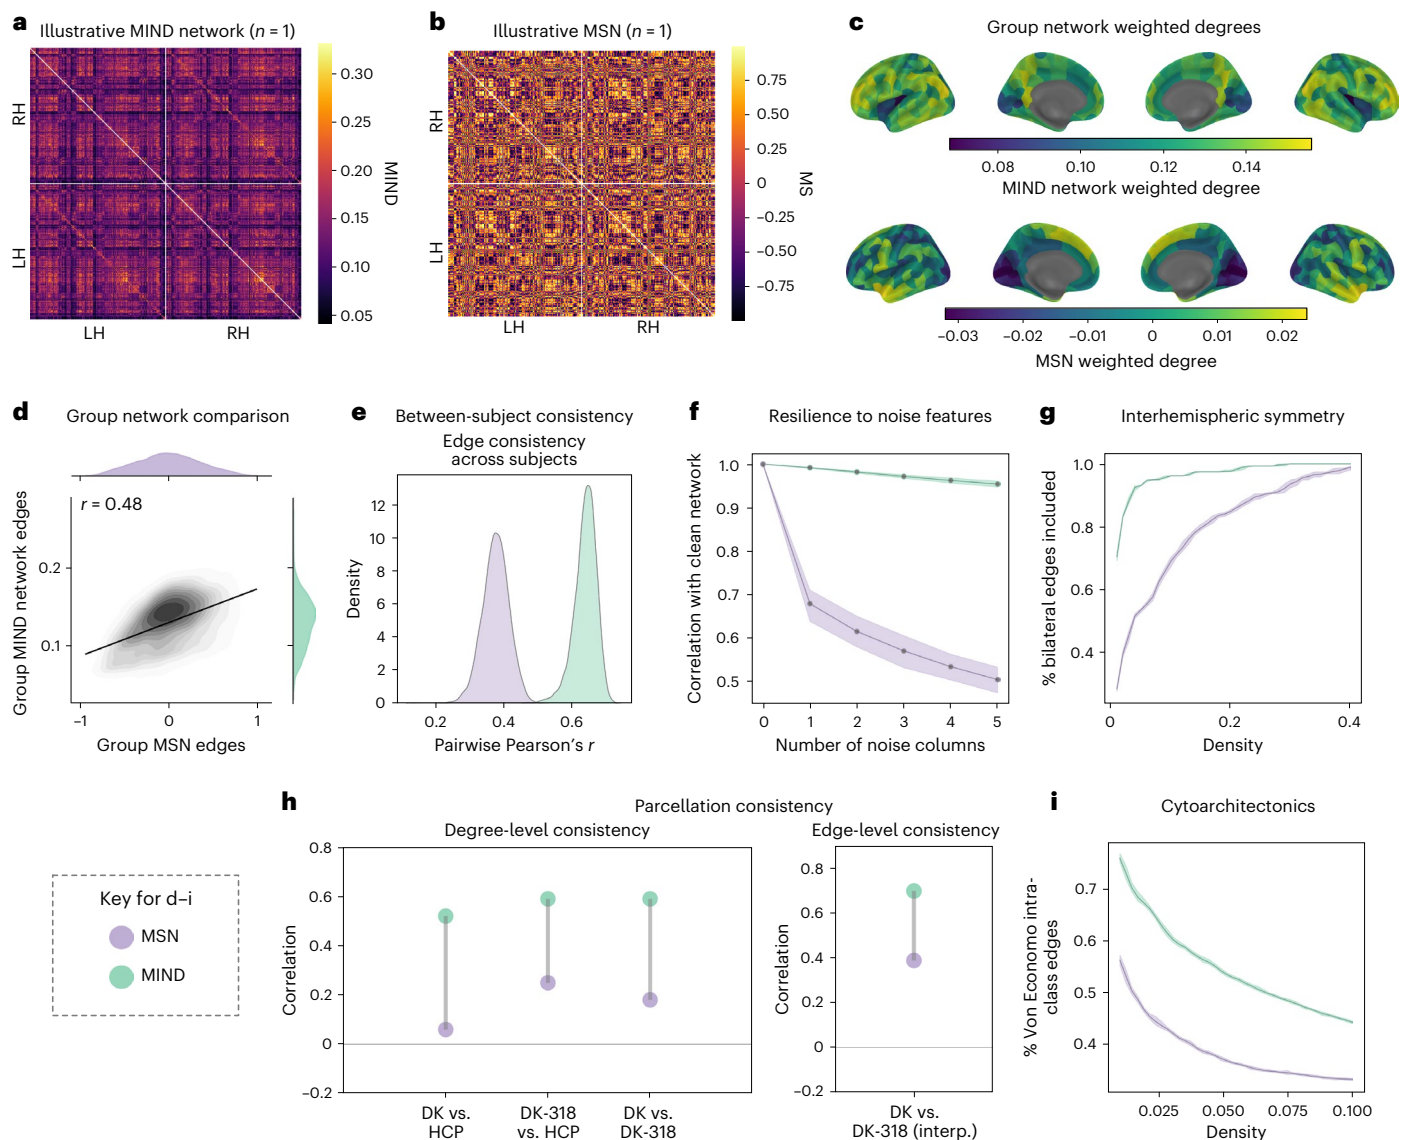 a
Illustrative MIND network (n = 1)
RH
LH
LH
RH
0.30
0.25
0.20
0.15
0.10
0.05
MIND
b
Illustrative MSN (n = 1)
RH
LH
LH
RH
0.75
0.50
0.25
0
−0.25
−0.50
−0.75
MS
c
Group network weighted degrees
0.08 0.10 0.12 0.14
MIND network weighted degree
−0.03 −0.02 −0.01 0 0.01 0.02
MSN weighted degree
d
Group network comparison
r = 0.48
Group MIND network edges
0.2
0.1
−1 0 1
Group MSN edges
e
Between-subject consistency
Edge consistency
across subjects
Density
12
10
8
6
4
2
0
0.2 0.4 0.6
Pairwise Pearson's r
f
Resilience to noise features
Correlation with clean network
1.0
0.9
0.8
0.7
0.6
0.5
0 1 2 3 4 5
Number of noise columns
g
Interhemispheric symmetry
% bilateral edges included
1.0
0.8
0.6
0.4
0 0.2 0.4
Density
Key for d–i
MSN
MIND
h
Parcellation consistency
Degree-level consistency
Correlation
0.8
0.6
0.4
0.2
0
−0.2
DK vs.
HCP
DK-318
vs. HCP
DK vs.
DK-318
Edge-level consistency
Correlation
0.8
0.6
0.4
0.2
0
−0.2
DK vs.
DK-318 (interp.)
i
Cytoarchitectonics
% Von Economo intra-
class edges
0.7
0.6
0.5
0.4
0.025 0.050 0.075 0.100
Density